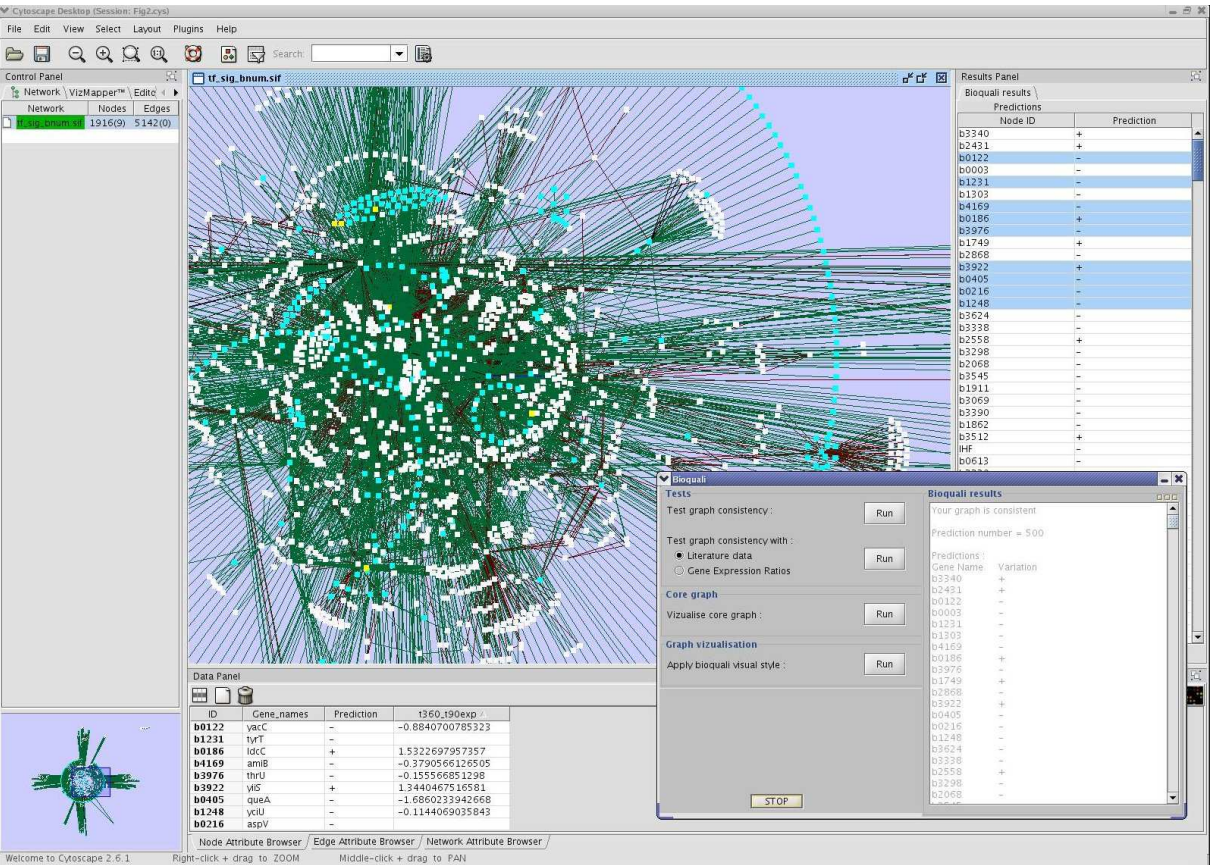 Cytoscape Desktop (Session: Fig2.cys)
File Edit View Select Layout Plugins Help
Search:
Control Panel
Network VizMapper™ Edito
Network Nodes Edges
tf_sig_bnum.sif 1916(9) 5142(0)
tf_sig_bnum.sif
Results Panel
Bioquali results
Predictions
Node ID Prediction
b3340 +
b2431 +
b0122 –
b0003 –
b1231 –
b1303 –
b4169 –
b0186 +
b3976 –
b1749 +
b2868 –
b3922 +
b0405 –
b0216 –
b1248 –
b3624 –
b3338 –
b2558 +
b3298 –
b2068 –
b3545 –
b1911 –
b3069 –
b3390 –
b1862 –
b3512 +
IHF –
b0613 –
Bioquali
Tests
Test graph consistency : Run
Test graph consistency with :
Literature data
Gene Expression Ratios
Run
Core graph
Vizualise core graph : Run
Graph vizualisation
Apply bioquali visual style : Run
STOP
Bioquali results
Your graph is consistent
Prediction number = 500
Predictions :
Gene Name Variation
b3340 +
b2431 +
b0122 –
b0003 –
b1231 –
b1303 –
b4169 –
b0186 +
b3976 –
b1749 +
b2868 –
b3922 +
b0405 –
b0216 –
b1248 –
b3624 –
b3338 –
b2558 +
b3298 –
b2068 –
Data Panel
ID Gene_names Prediction t360_t90exp
b0122 yacC – -0.8840700785323
b1231 tyrT –
b0186 ldcC + 1.5322697957357
b4169 amiB – -0.3790566126505
b3976 thrU – -0.155566851298
b3922 yiiS + 1.3440467516581
b0405 queA – -1.6860233942668
b1248 yciU – -0.1144069035843
b0216 aspV –
Node Attribute Browser Edge Attribute Browser Network Attribute Browser
Welcome to Cytoscape 2.6.1 Right-click + drag to ZOOM Middle-click + drag to PAN